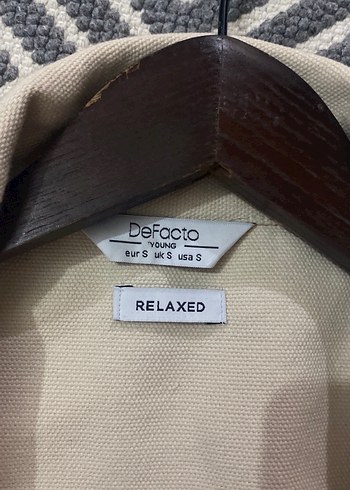 DeFacto
YOUNG
eur S uk S usa S
RELAXED